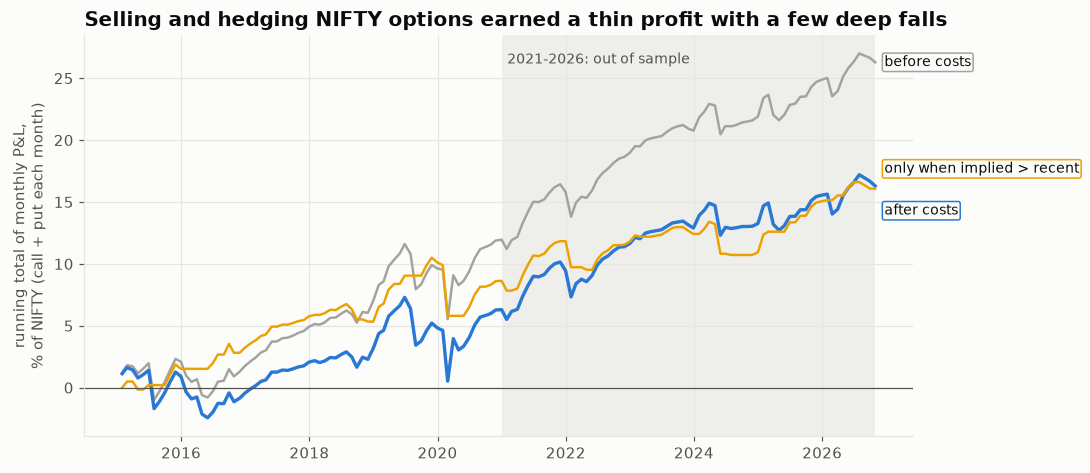 Selling and hedging NIFTY options earned a thin profit with a few deep falls
running total of monthly P&L,
% of NIFTY (call + put each month)
2021-2026: out of sample
before costs
only when implied > recent
after costs
25
20
15
10
5
0
2016
2018
2020
2022
2024
2026